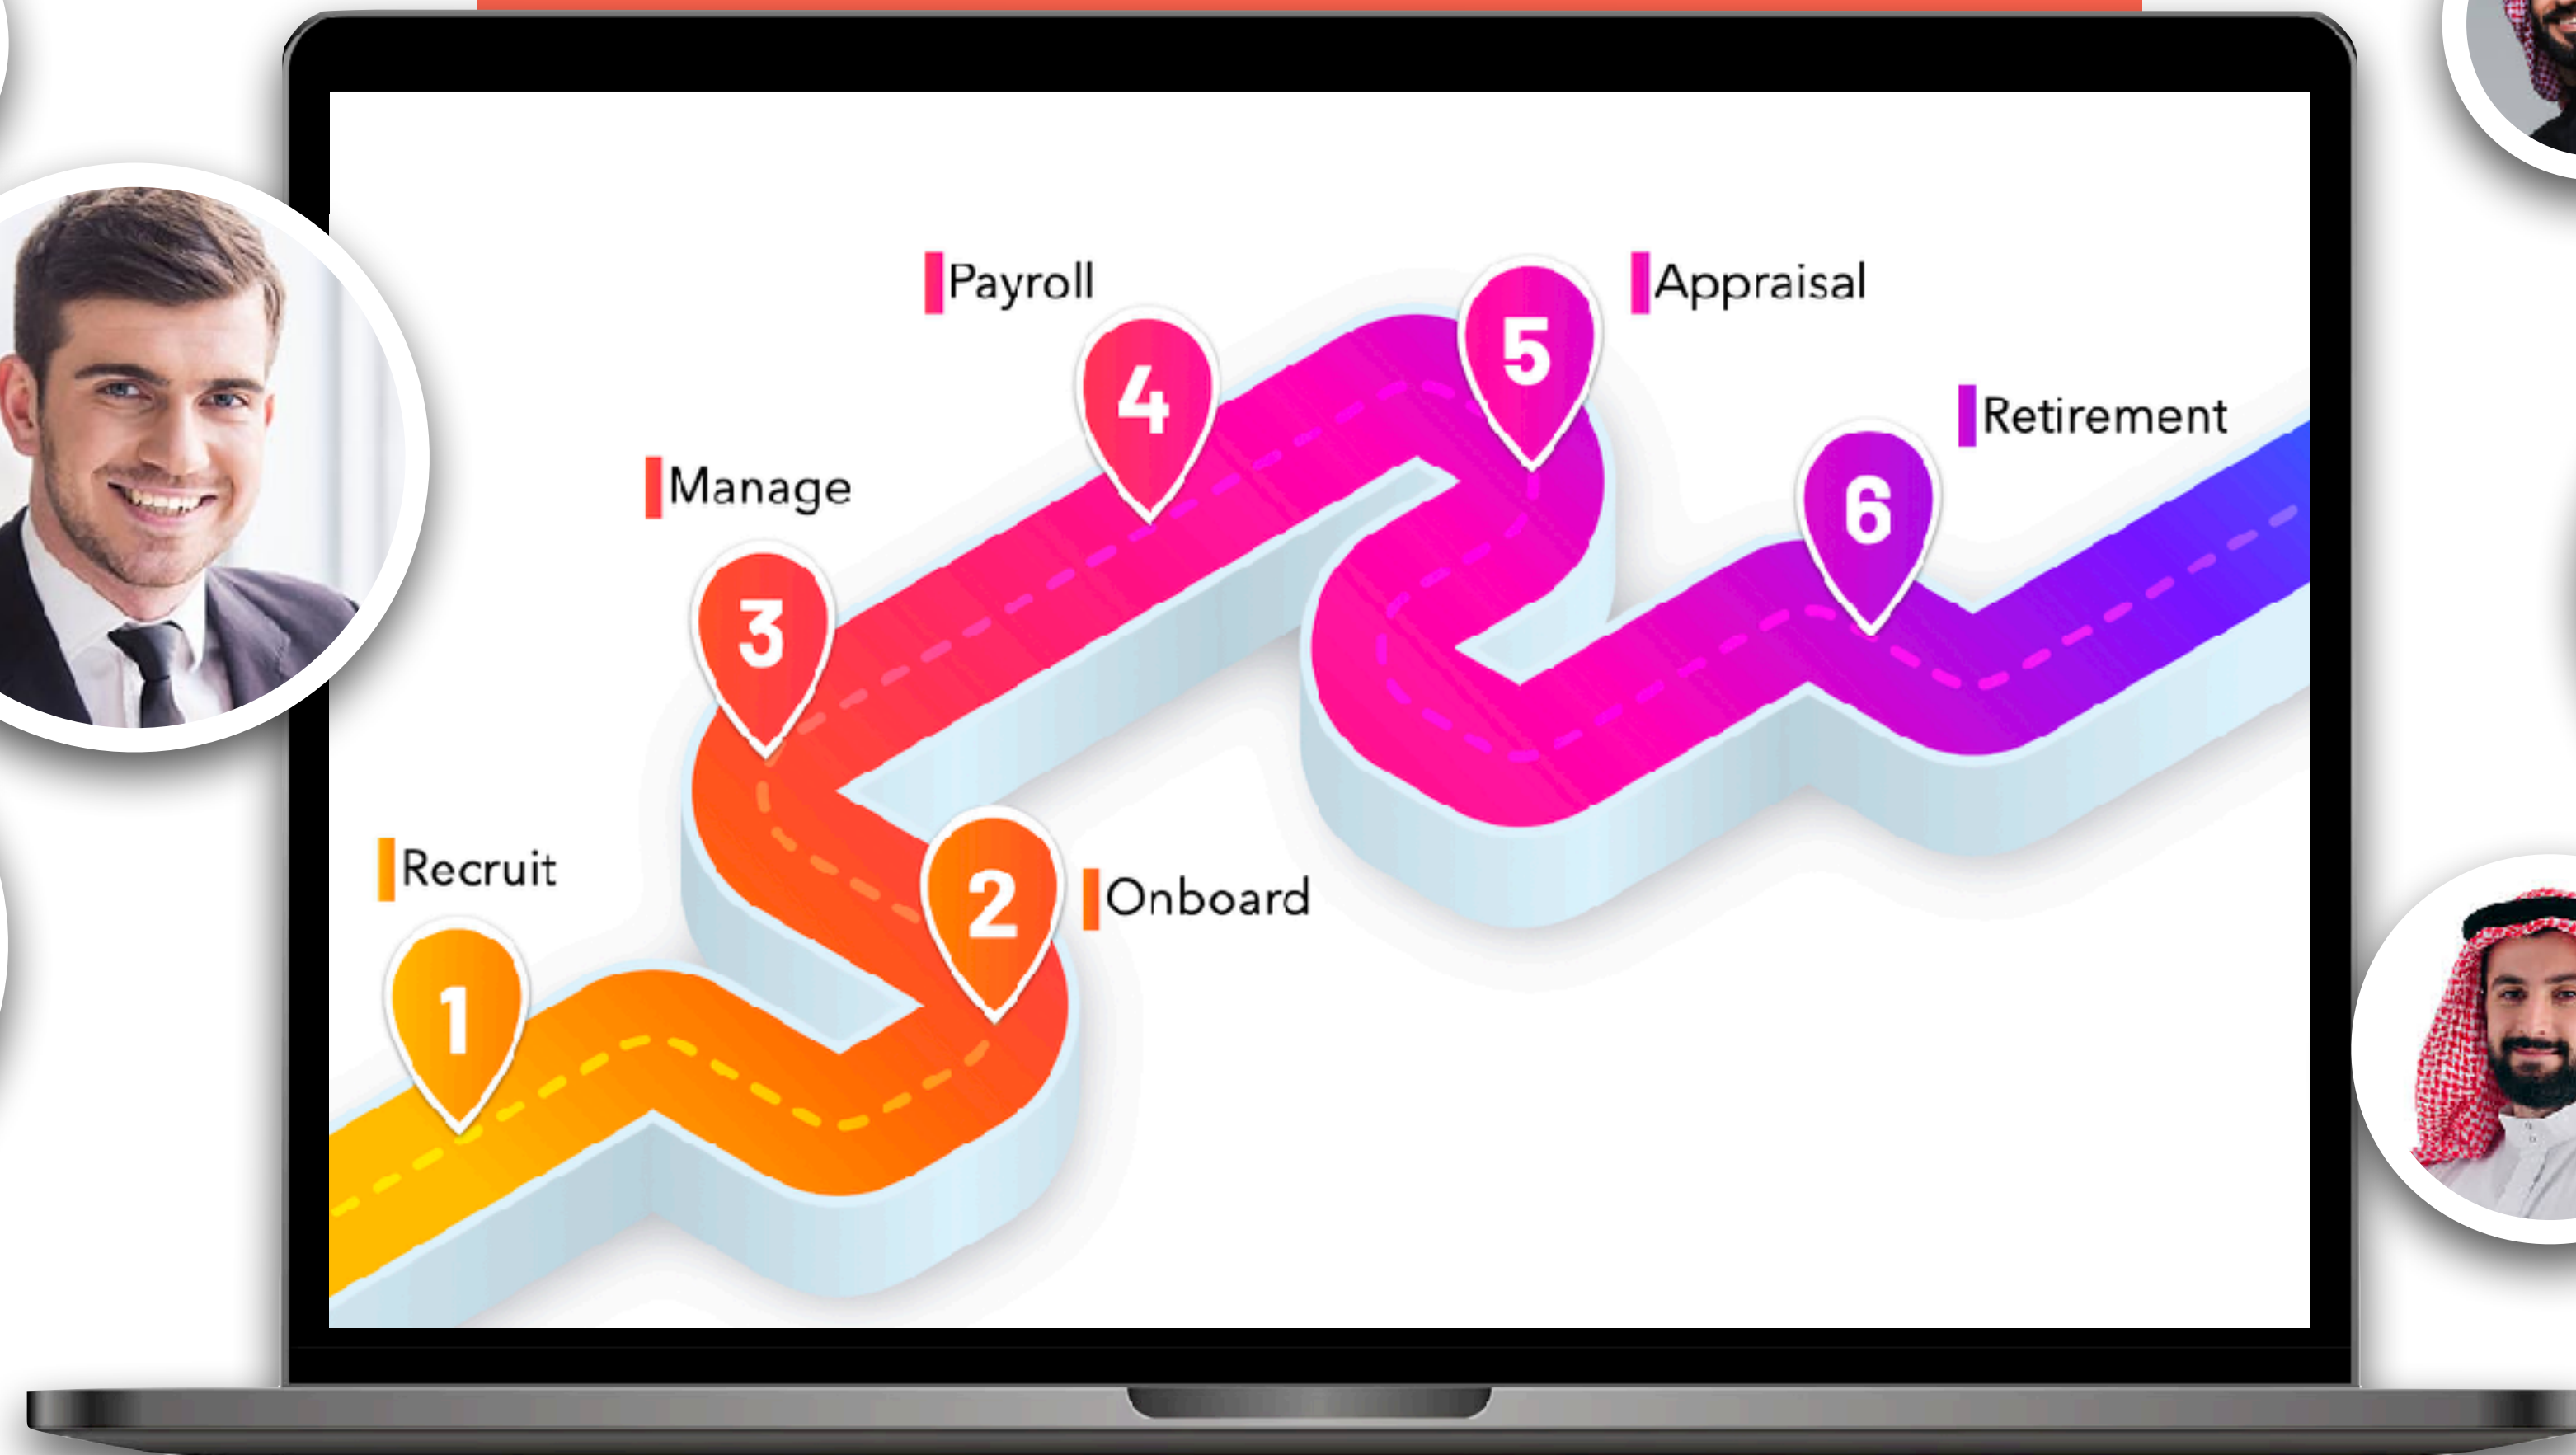 Payroll
Appraisal
5
4
Retirement
Manage
6
3
Recruit
Onboard
2
1